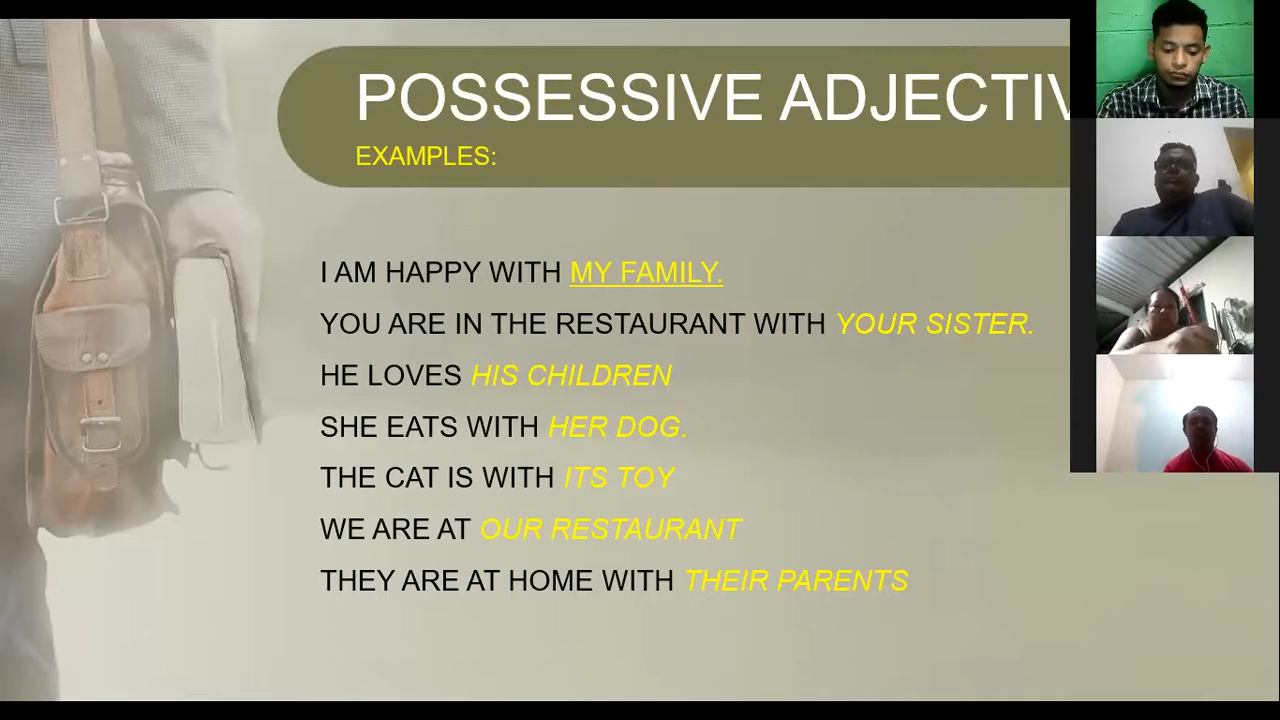 POSSESSIVE ADJECTIV
EXAMPLES:
I AM HAPPY WITH MY FAMILY.
YOU ARE IN THE RESTAURANT WITH YOUR SISTER.
HE LOVES HIS CHILDREN
SHE EATS WITH HER DOG.
THE CAT IS WITH ITS TOY
WE ARE AT OUR RESTAURANT
THEY ARE AT HOME WITH THEIR PARENTS